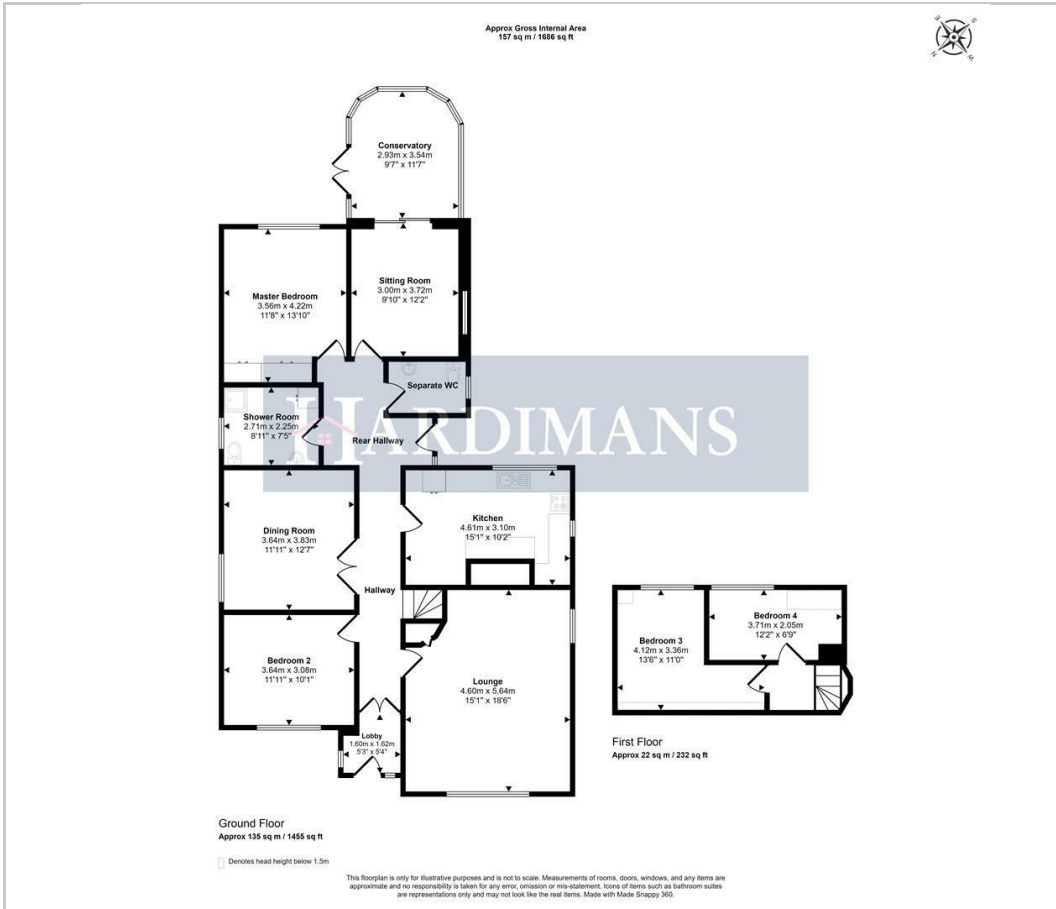 Approx Gross Internal Area
157 sq m / 1686 sq ft
N
E
S
W
Conservatory
2.93m x 3.54m
9'7" x 11'7"
Master Bedroom
3.56m x 4.22m
11'8" x 13'10"
Sitting Room
3.00m x 3.72m
9'10" x 12'2"
Separate WC
Shower Room
2.71m x 2.25m
8'11" x 7'5"
Rear Hallway
HARDIMANS
Dining Room
3.64m x 3.83m
11'11" x 12'7"
Kitchen
4.61m x 3.10m
15'1" x 10'2"
Hallway
Bedroom 2
3.64m x 3.08m
11'11" x 10'1"
Lounge
4.60m x 5.64m
15'1" x 18'6"
Lobby
1.60m x 1.62m
5'3" x 5'4"
Bedroom 3
4.12m x 3.36m
13'6" x 11'0"
Bedroom 4
3.71m x 2.05m
12'2" x 6'9"
First Floor
Approx 22 sq m / 232 sq ft
Ground Floor
Approx 135 sq m / 1455 sq ft
Denotes head height below 1.5m
This floorplan is only for illustrative purposes and is not to scale. Measurements of rooms, doors, windows, and any items are
approximate and no responsibility is taken for any error, omission or mis-statement. Icons of items such as bathroom suites
are representations only and may not look like the real items. Made with Made Snappy 360.